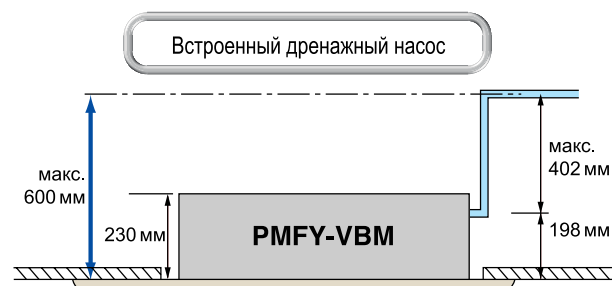 Встроенный дренажный насос
макс.
600 мм
230 мм
PMFY-VBM
макс.
402 мм
198 мм